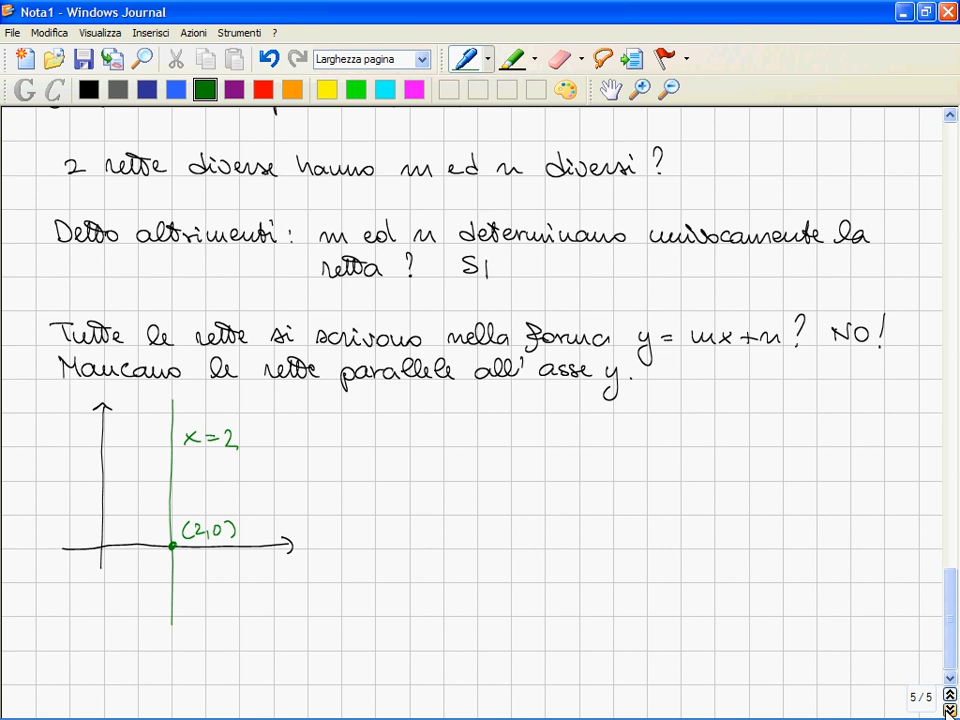 Nota1 - Windows Journal
File Modifica Visualizza Inserisci Azioni Strumenti ?
Larghezza pagina
G C
2 rette diverse hanno m ed n diversi ?
Detto altrimenti : m ed n determinano univocamente la
retta ? SI
Tutte le rette si scrivono nella forma y = mx + n ? NO !
Mancano le rette parallele all' asse y .
x = 2
(2,0)
5 / 5